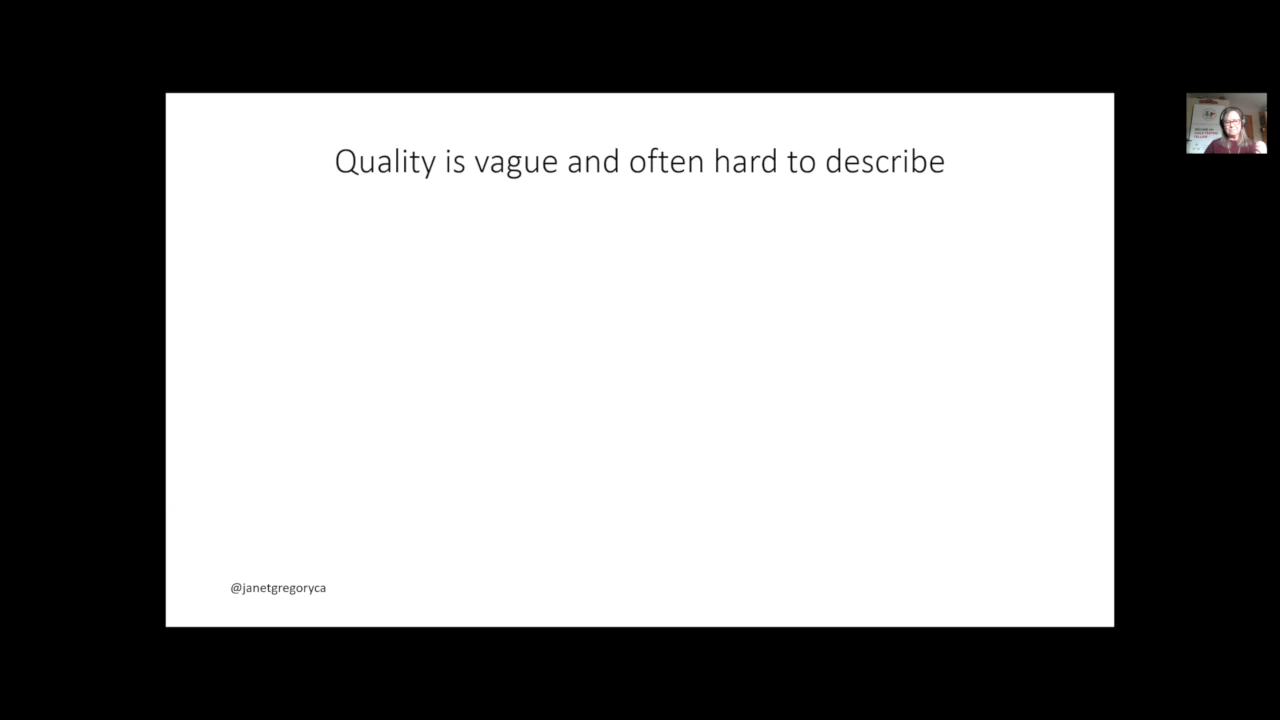 Quality is vague and often hard to describe
@janetgregoryca